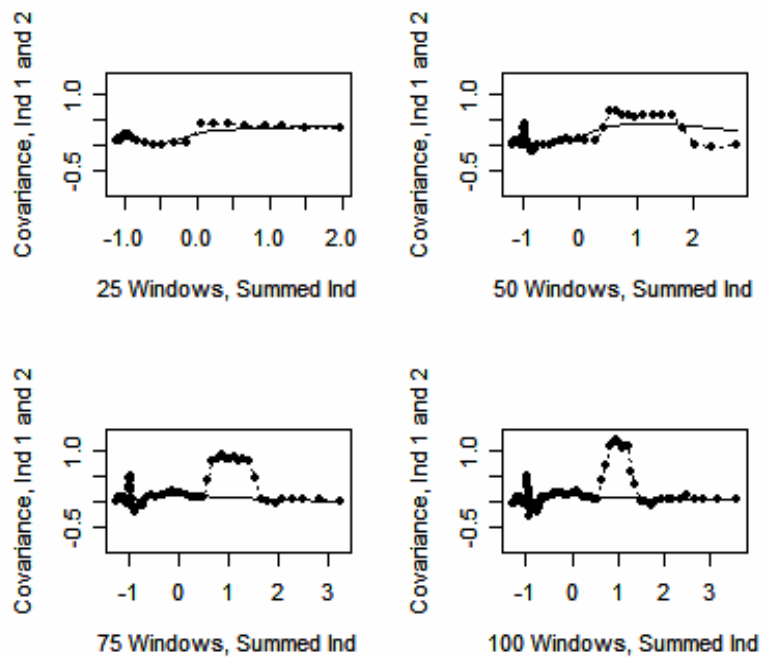 Covariance, Ind 1 and 2
1.0
-0.5
-1.0 0.0 1.0 2.0
25 Windows, Summed Ind
Covariance, Ind 1 and 2
1.0
-0.5
-1 0 1 2
50 Windows, Summed Ind
Covariance, Ind 1 and 2
1.0
-0.5
-1 0 1 2 3
75 Windows, Summed Ind
Covariance, Ind 1 and 2
1.0
-0.5
-1 0 1 2 3
100 Windows, Summed Ind